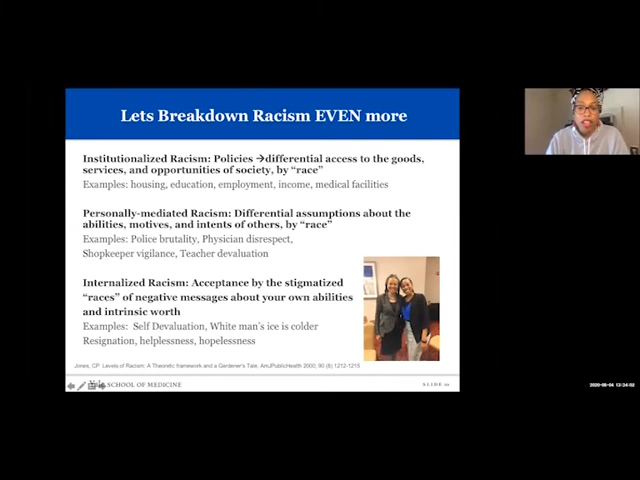 Lets Breakdown Racism EVEN more
Institutionalized Racism: Policies →differential access to the goods,
services, and opportunities of society, by “race”
Examples: housing, education, employment, income, medical facilities
Personally-mediated Racism: Differential assumptions about the
abilities, motives, and intents of others, by “race”
Examples: Police brutality, Physician disrespect,
Shopkeeper vigilance, Teacher devaluation
Internalized Racism: Acceptance by the stigmatized
“races” of negative messages about your own abilities
and intrinsic worth
Examples: Self Devaluation, White man’s ice is colder
Resignation, helplessness, hopelessness
Jones, CP Levels of Racism: A Theoretic framework and a Gardener’s Tale. AmJPublicHealth 2000; 90 (8) 1212-1215
SCHOOL OF MEDICINE
SLIDE